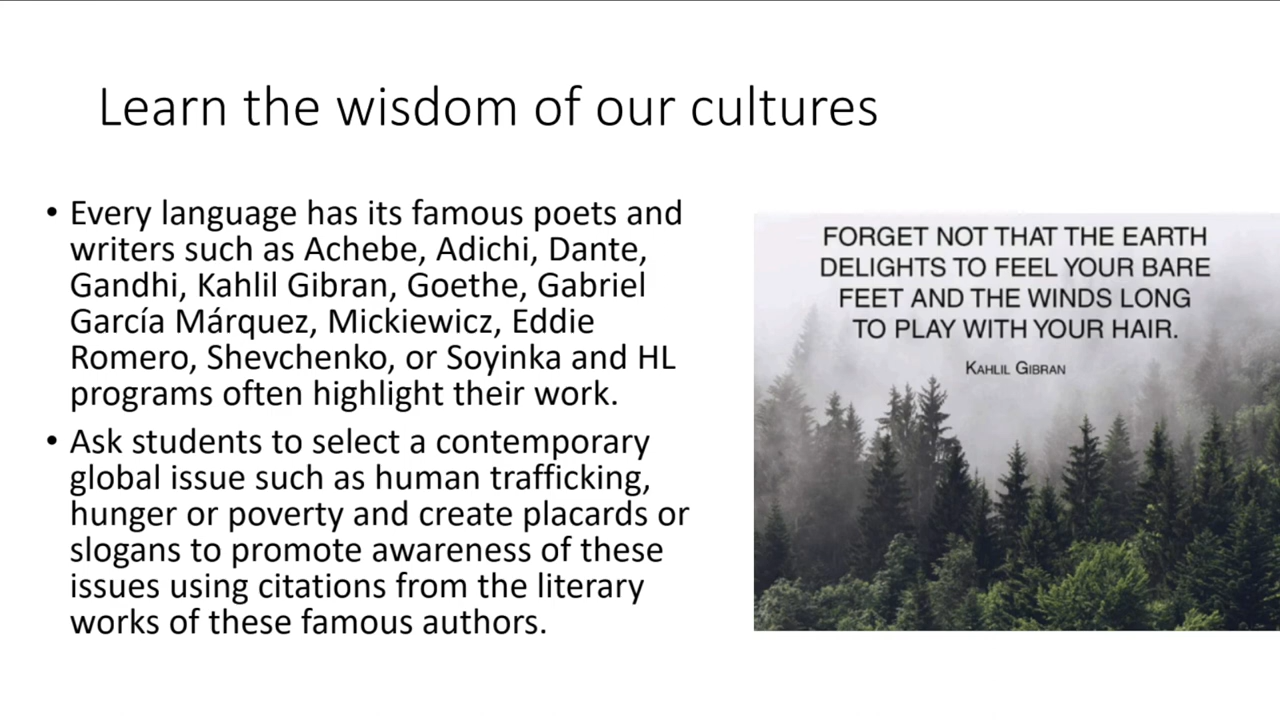 Learn the wisdom of our cultures
• Every language has its famous poets and
writers such as Achebe, Adichi, Dante,
Gandhi, Kahlil Gibran, Goethe, Gabriel
García Márquez, Mickiewicz, Eddie
Romero, Shevchenko, or Soyinka and HL
programs often highlight their work.
• Ask students to select a contemporary
global issue such as human trafficking,
hunger or poverty and create placards or
slogans to promote awareness of these
issues using citations from the literary
works of these famous authors.
FORGET NOT THAT THE EARTH
DELIGHTS TO FEEL YOUR BARE
FEET AND THE WINDS LONG
TO PLAY WITH YOUR HAIR.
KAHLIL GIBRAN